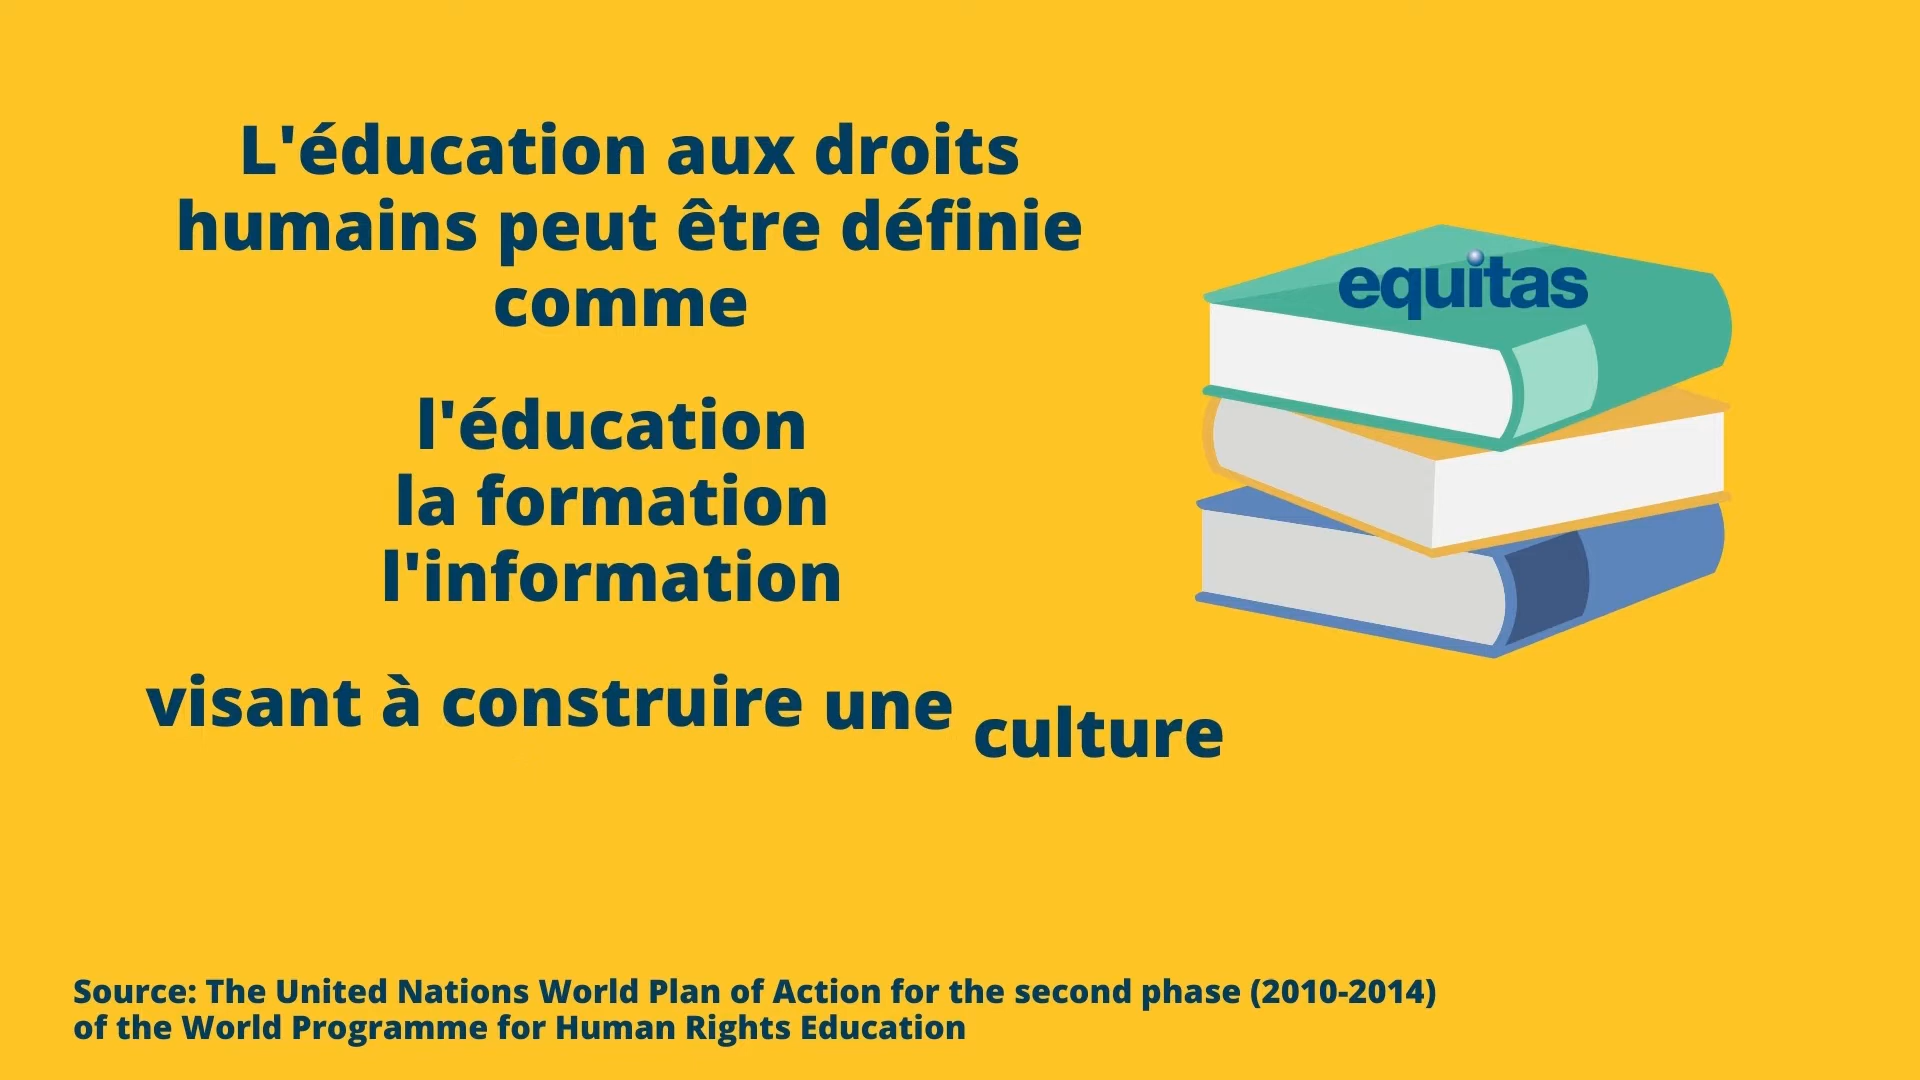 L'éducation aux droits
humains peut être définie
comme
l'éducation
la formation
l'information
visant à construire une culture
equitas
Source: The United Nations World Plan of Action for the second phase (2010-2014)
of the World Programme for Human Rights Education